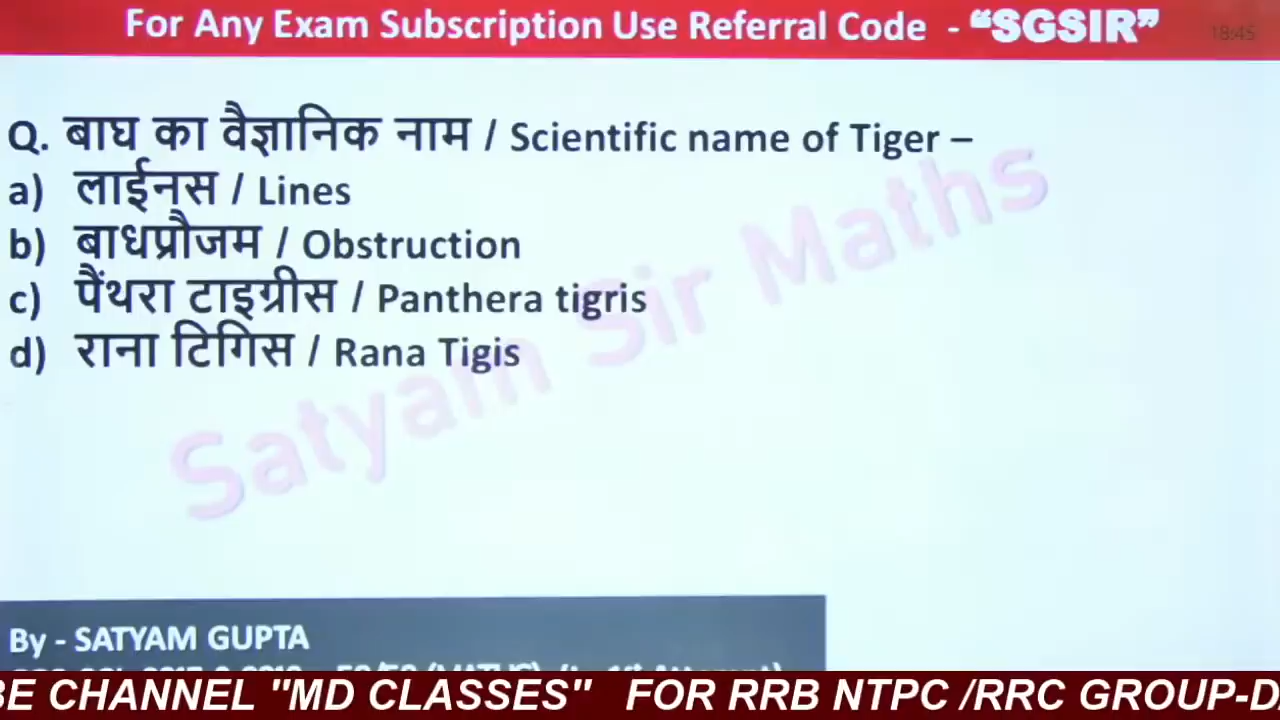 For Any Exam Subscription Use Referral Code - “SGSIR”
18:45
Q. बाघ का वैज्ञानिक नाम / Scientific name of Tiger –
a) लाईनस / Lines
b) बाधप्रौजम / Obstruction
c) पैंथरा टाइग्रीस / Panthera tigris
d) राना टिगिस / Rana Tigis
Satyam Sir Maths
By - SATYAM GUPTA
BE CHANNEL "MD CLASSES" FOR RRB NTPC /RRC GROUP-D